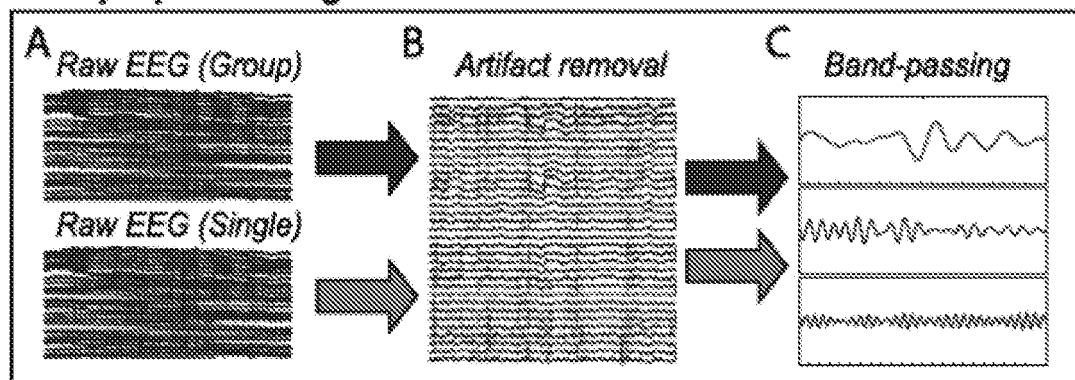 A
Raw EEG (Group)
Raw EEG (Single)
B
Artifact removal
C
Band-passing